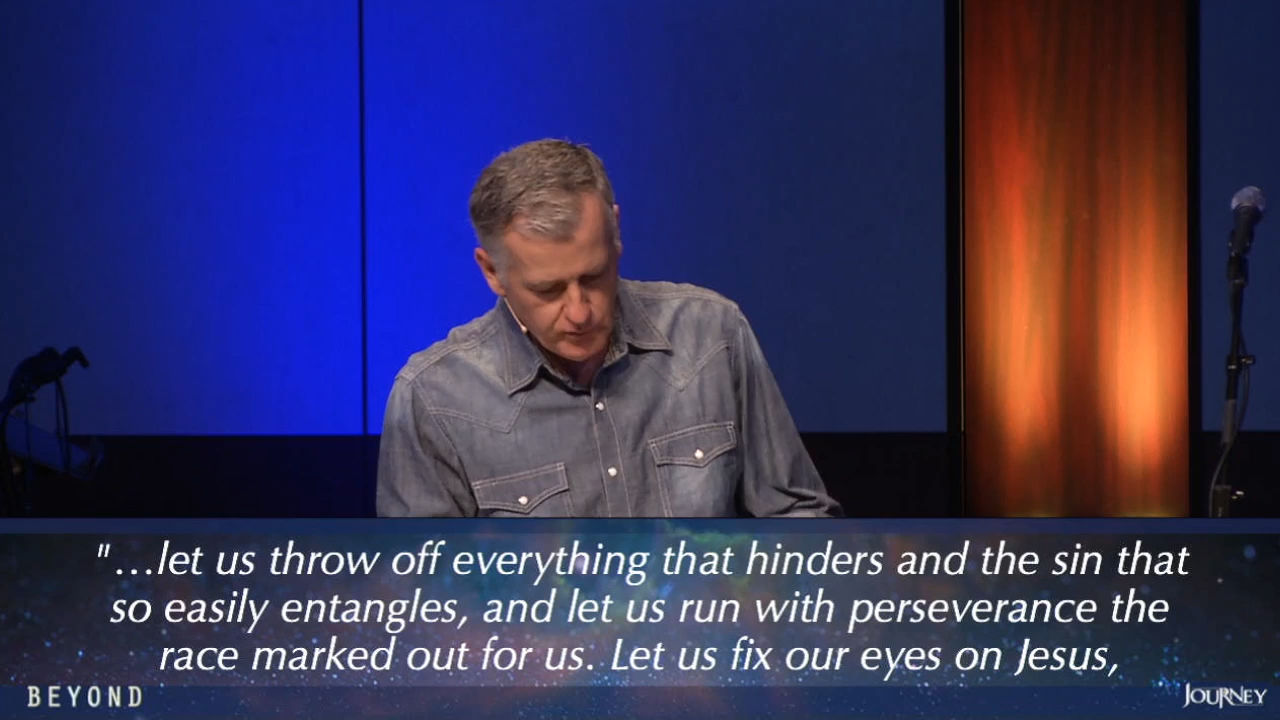 "...let us throw off everything that hinders and the sin that
so easily entangles, and let us run with perseverance the
race marked out for us. Let us fix our eyes on Jesus,
BEYOND
JOURNEY